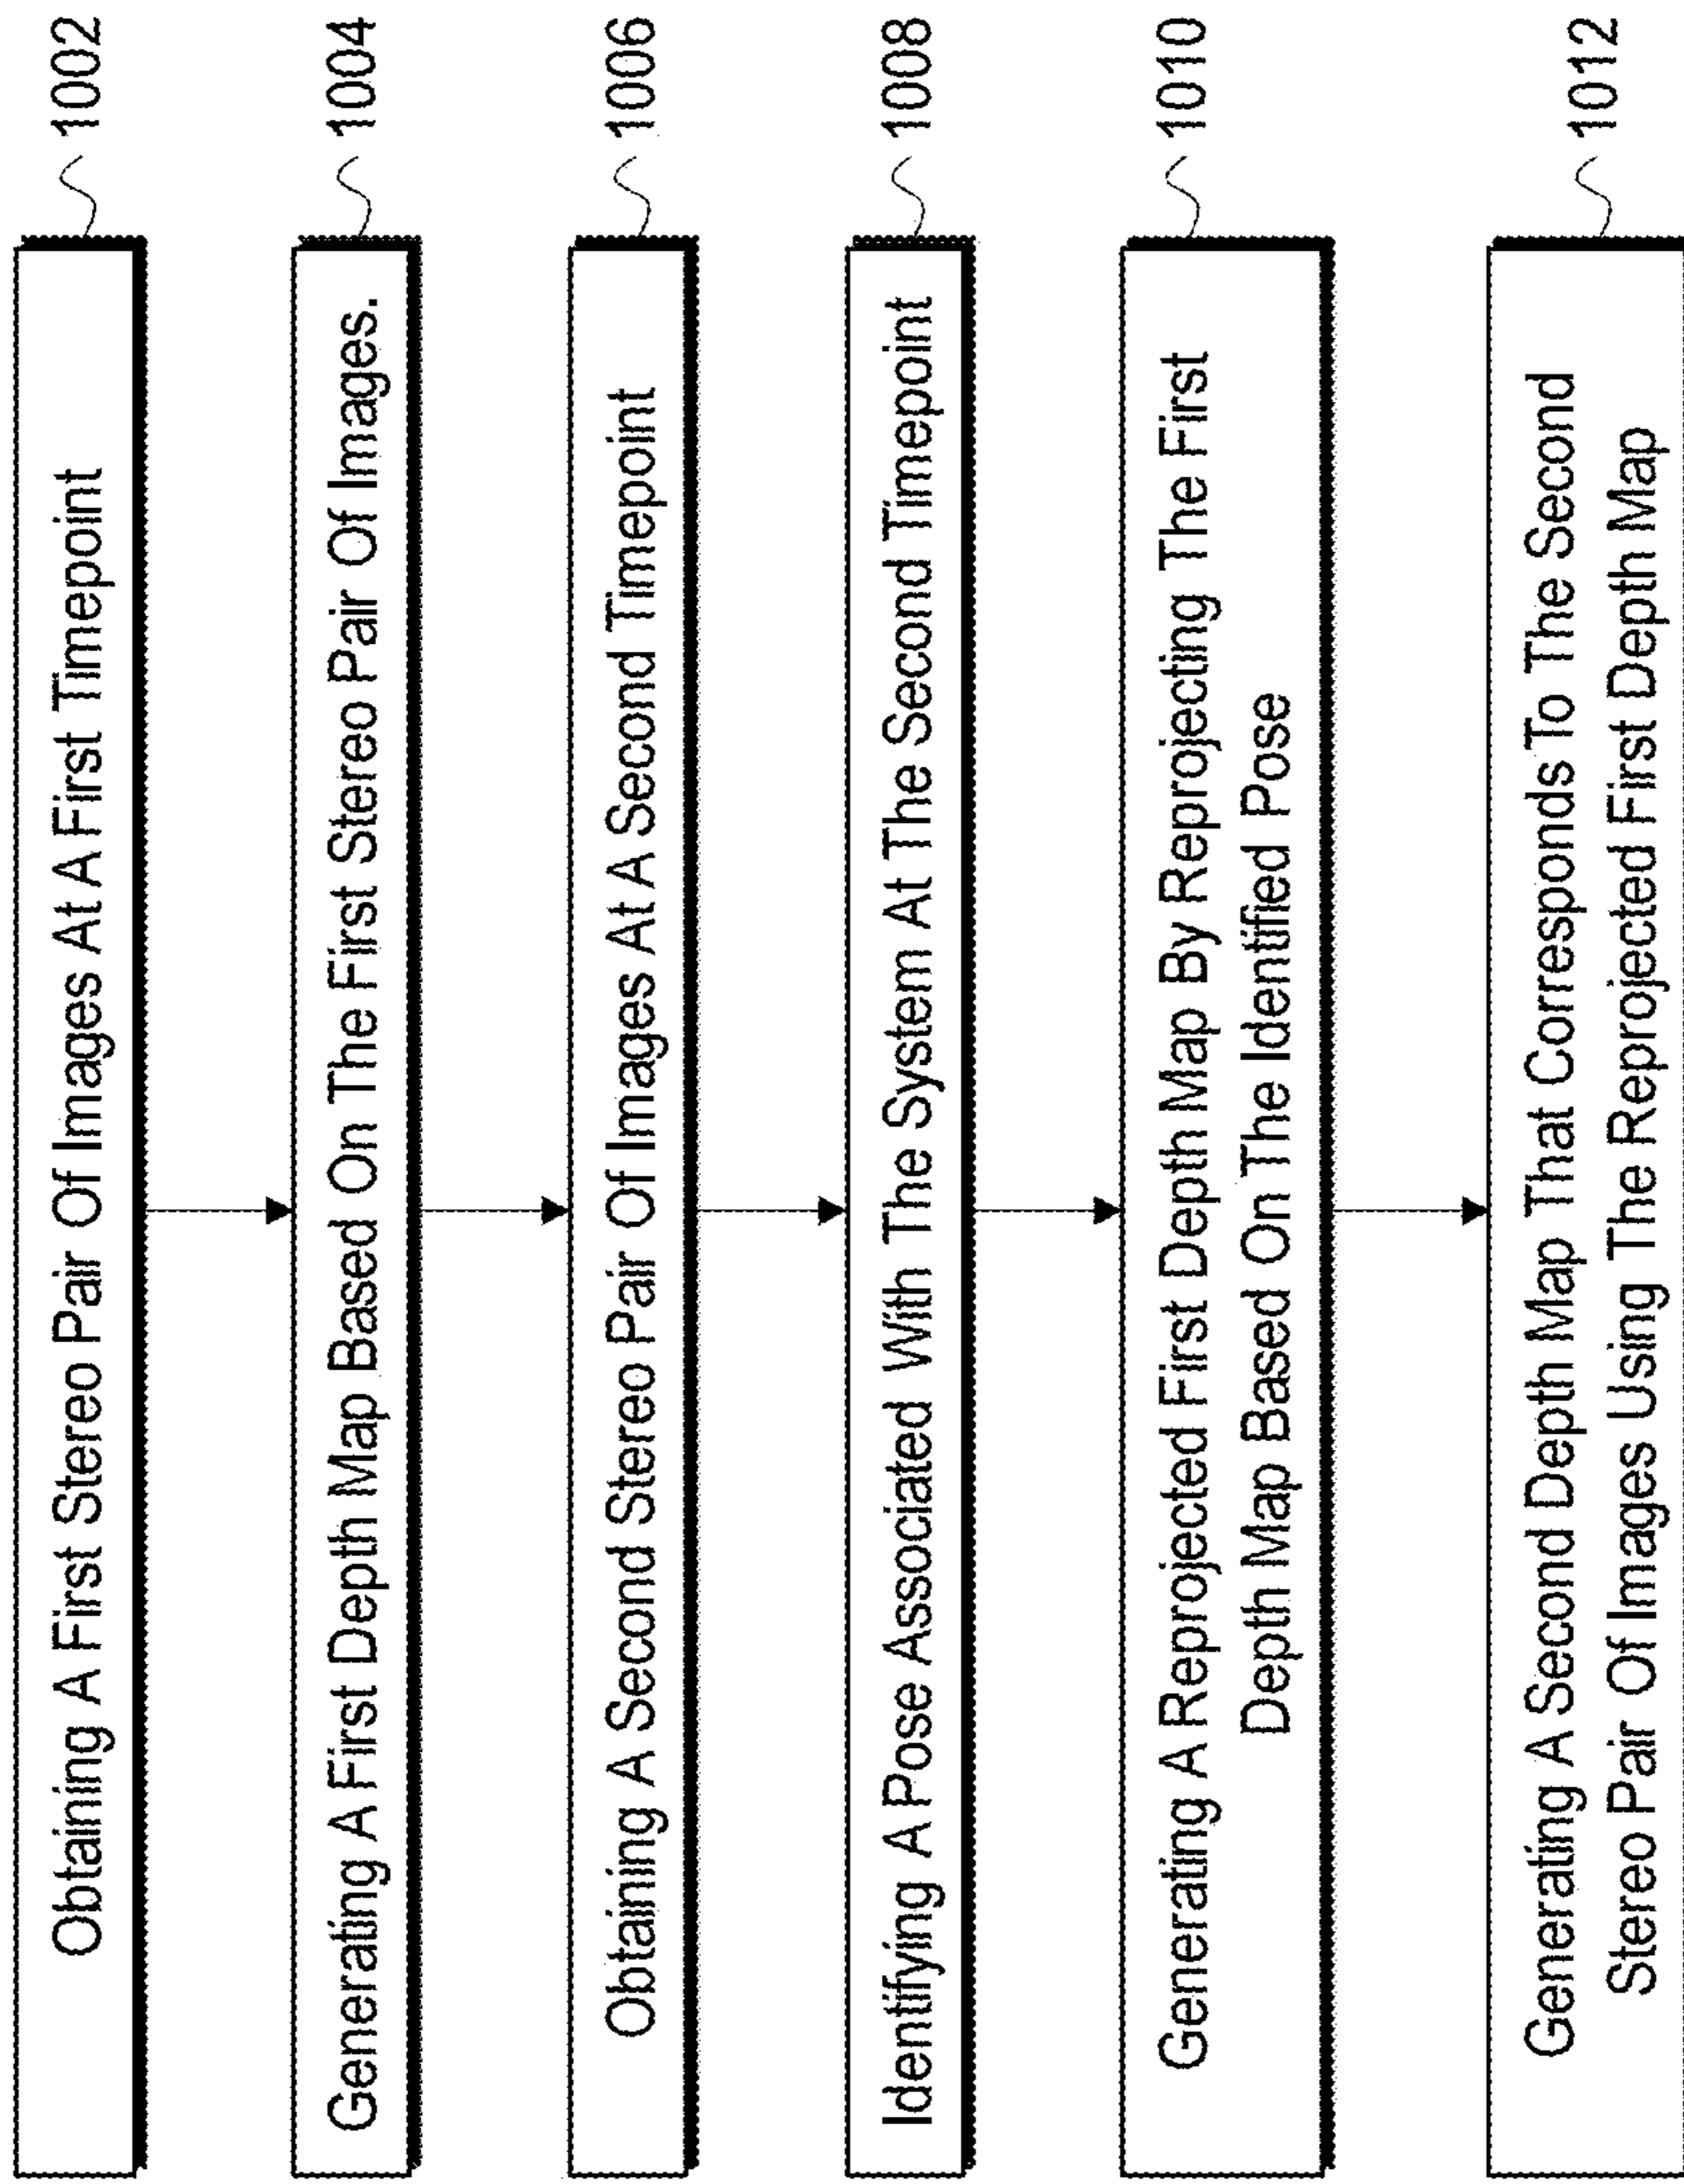 Obtaining A First Stereo Pair Of Images At A First Timepoint
1002
Generating A First Depth Map Based On The First Stereo Pair Of Images.
1004
Obtaining A Second Stereo Pair Of Images At A Second Timepoint
1006
Identifying A Pose Associated With The System At The Second Timepoint
1008
Generating A Reprojected First Depth Map By Reprojecting The First
Depth Map Based On The Identified Pose
1010
Generating A Second Depth Map That Corresponds To The Second
Stereo Pair Of Images Using The Reprojected First Depth Map
1012